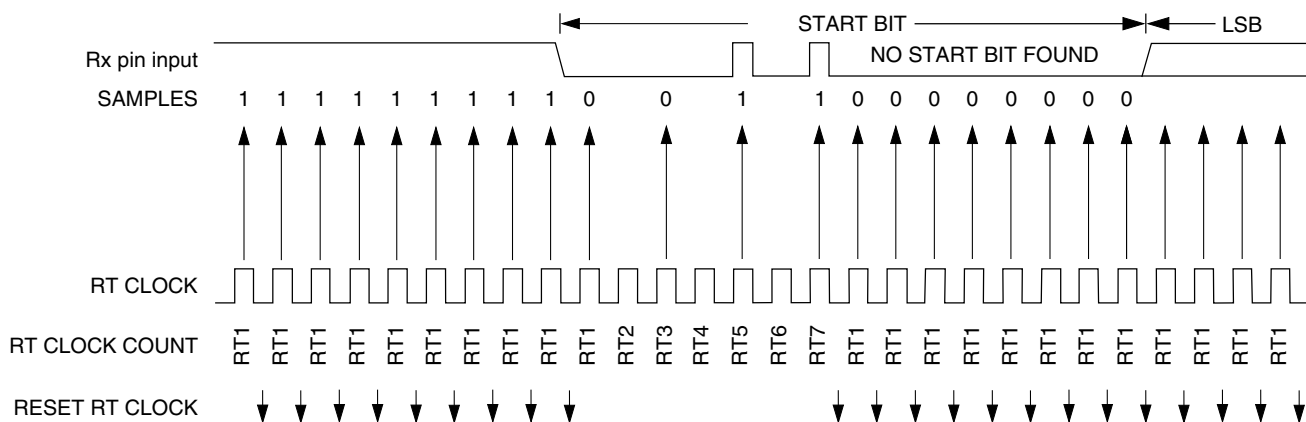 START BIT LSB
Rx pin input NO START BIT FOUND
SAMPLES 1 1 1 1 1 1 1 1 1 0 0 1 1 0 0 0 0 0 0 0 0
RT CLOCK
RT CLOCK COUNT RT1 RT1 RT1 RT1 RT1 RT1 RT1 RT1 RT1 RT1 RT2 RT3 RT4 RT5 RT6 RT7 RT1 RT1 RT1 RT1 RT1 RT1 RT1 RT1 RT1 RT1 RT1 RT1
RESET RT CLOCK